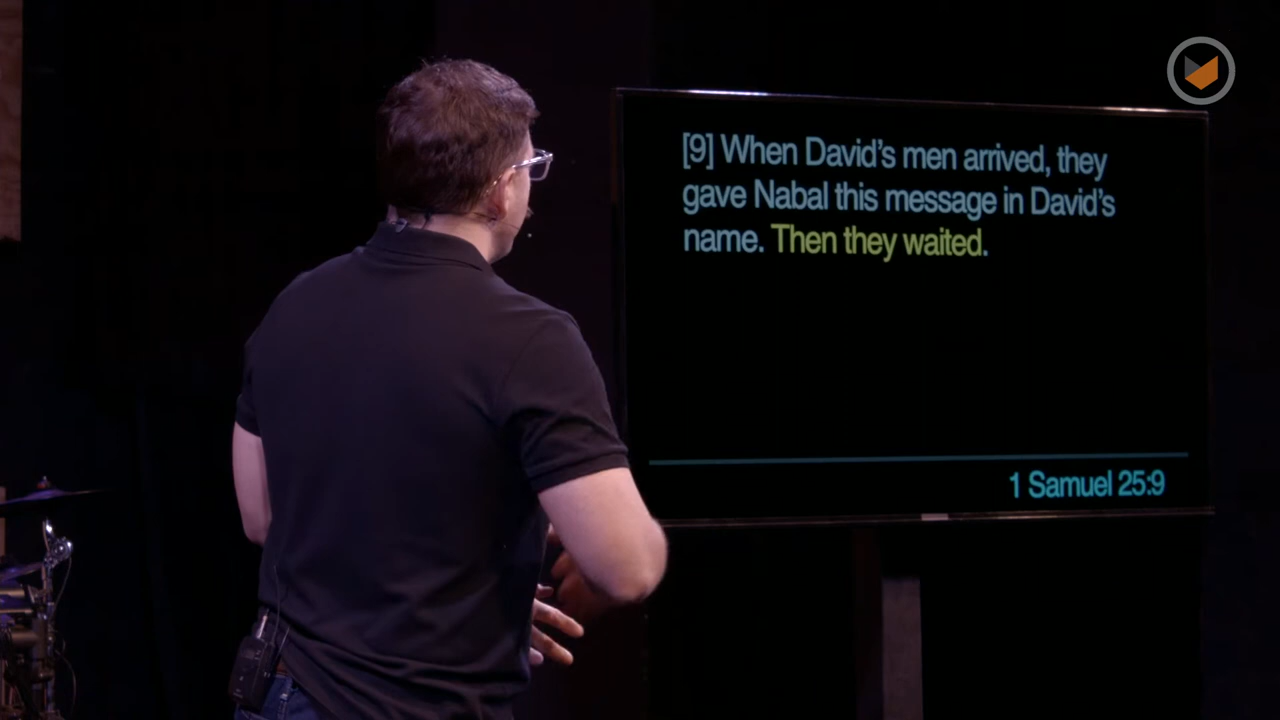 [9] When David's men arrived, they
gave Nabal this message in David's
name. Then they waited.
1 Samuel 25:9